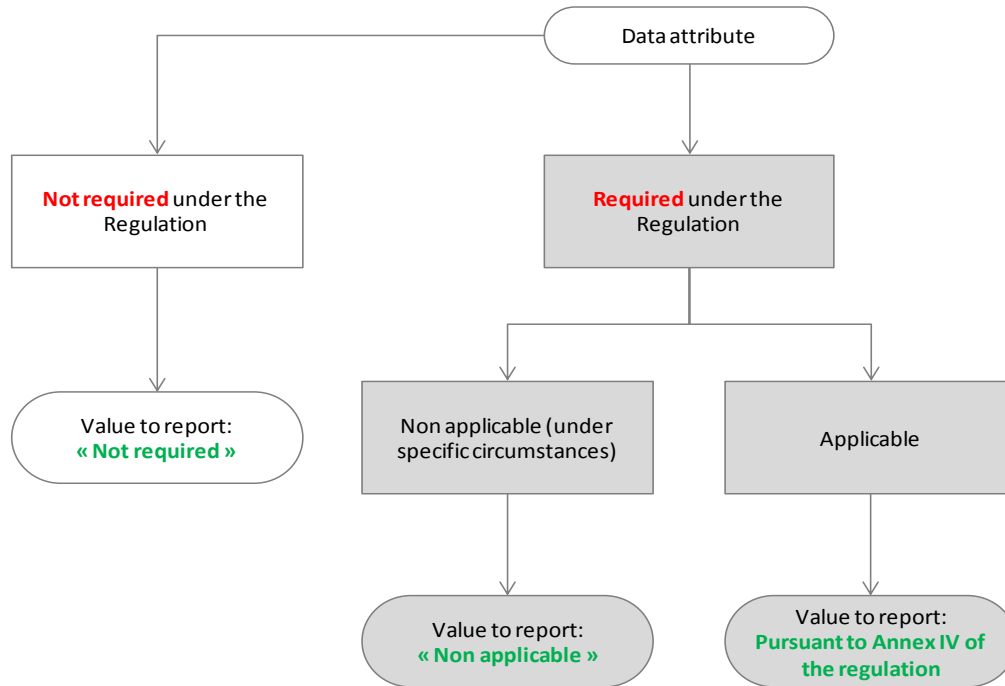 Data attribute
Not required under the
Regulation
Required under the
Regulation
Value to report:
« Not required »
Non applicable (under
specific circumstances)
Applicable
Value to report:
« Non applicable »
Value to report:
Pursuant to Annex IV of
the regulation